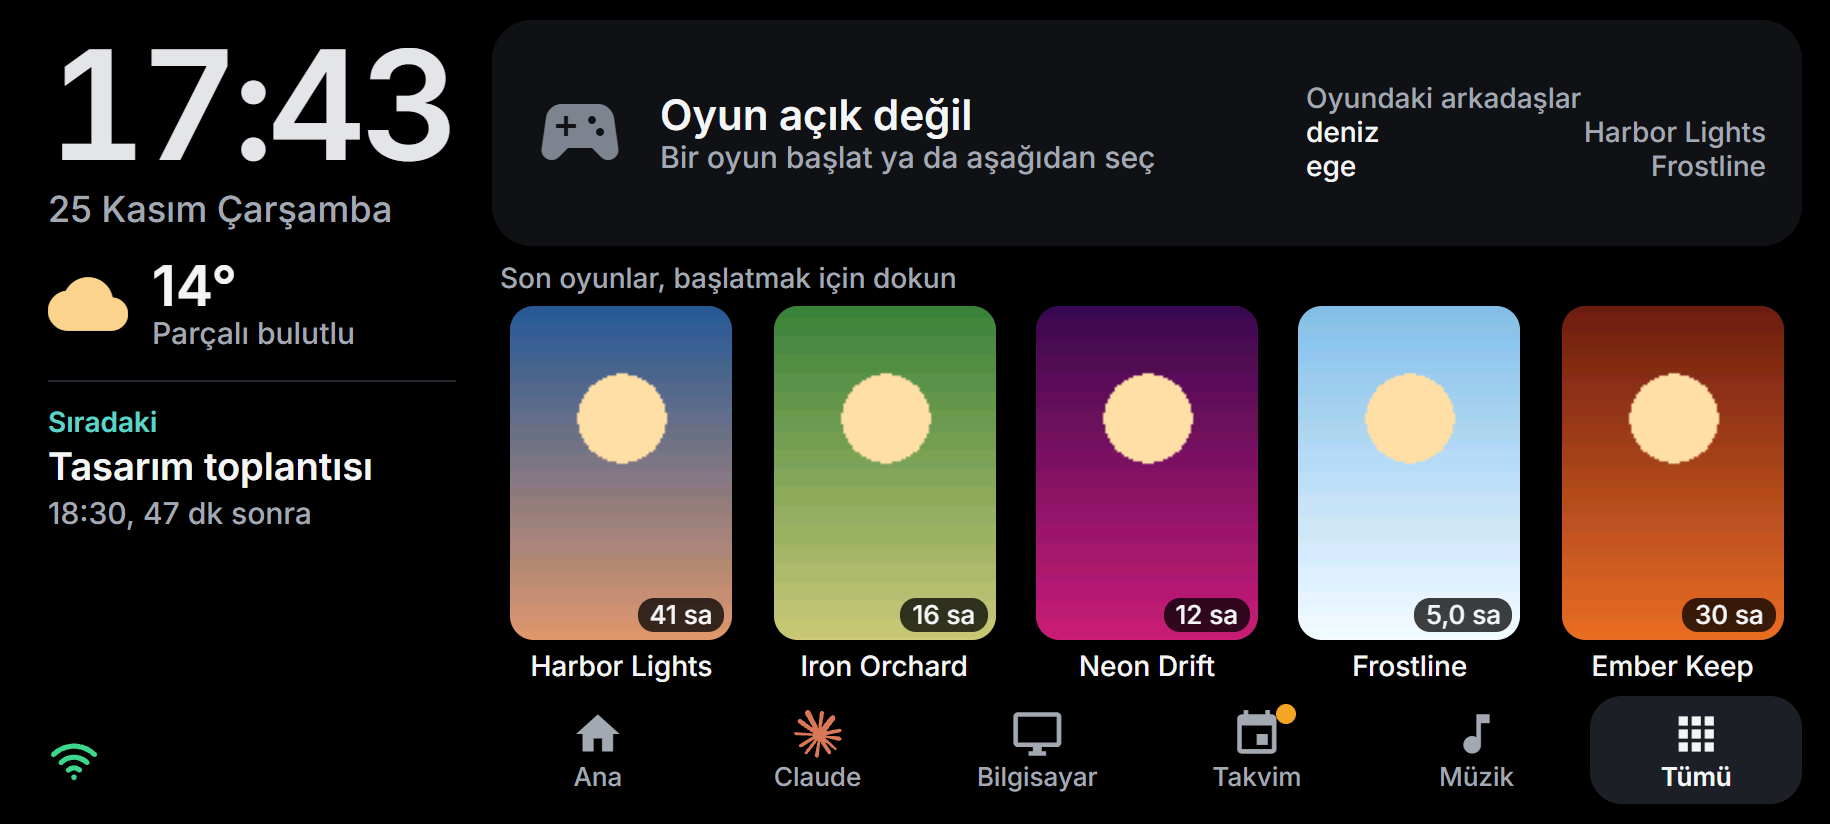 17:43
25 Kasım Çarşamba
14°
Parçalı bulutlu
Sıradaki
Tasarım toplantısı
18:30, 47 dk sonra
Oyun açık değil
Bir oyun başlat ya da aşağıdan seç
Oyundaki arkadaşlar
deniz Harbor Lights
ege Frostline
Son oyunlar, başlatmak için dokun
41 sa 16 sa 12 sa 5,0 sa 30 sa
Harbor Lights Iron Orchard Neon Drift Frostline Ember Keep
Ana Claude Bilgisayar Takvim Müzik Tümü